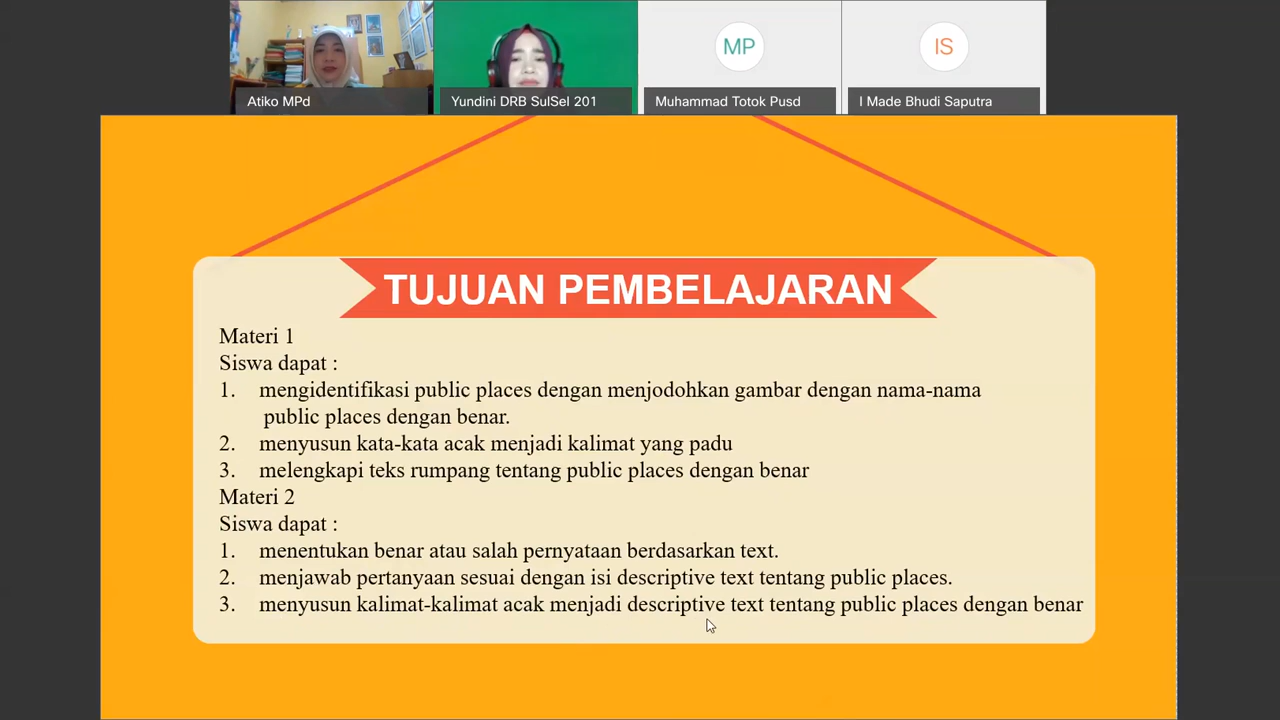 MP
IS
Atiko MPd
Yundini DRB SulSel 201
Muhammad Totok Pusd
I Made Bhudi Saputra
TUJUAN PEMBELAJARAN
Materi 1
Siswa dapat :
1. mengidentifikasi public places dengan menjodohkan gambar dengan nama-nama
public places dengan benar.
2. menyusun kata-kata acak menjadi kalimat yang padu
3. melengkapi teks rumpang tentang public places dengan benar
Materi 2
Siswa dapat :
1. menentukan benar atau salah pernyataan berdasarkan text.
2. menjawab pertanyaan sesuai dengan isi descriptive text tentang public places.
3. menyusun kalimat-kalimat acak menjadi descriptive text tentang public places dengan benar